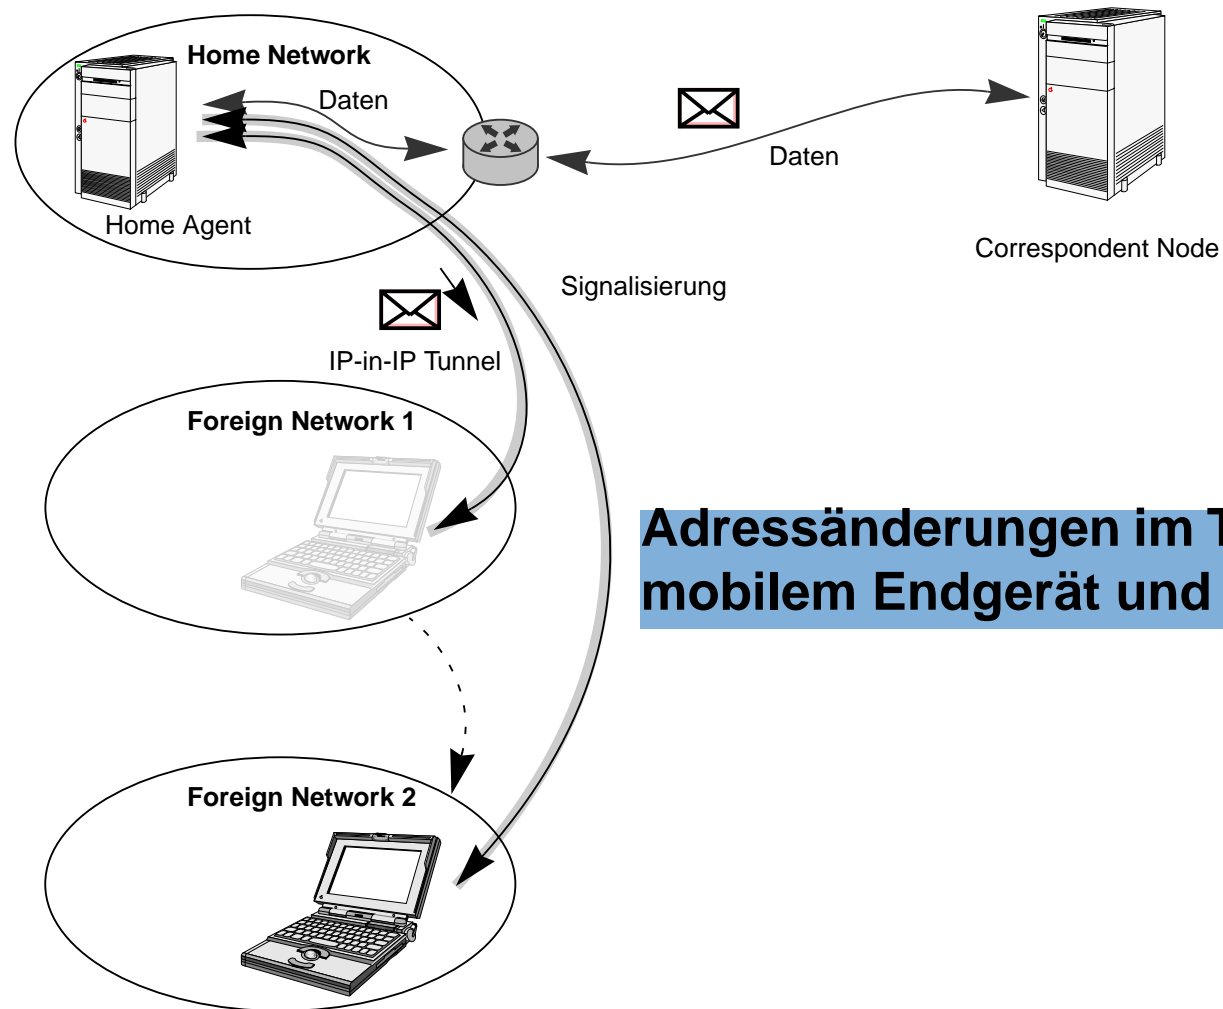 Home Network
Daten
Daten
Home Agent
Correspondent Node
Signalisierung
IP-in-IP Tunnel
Foreign Network 1
Adressänderungen im
mobilem Endgerät und
Foreign Network 2